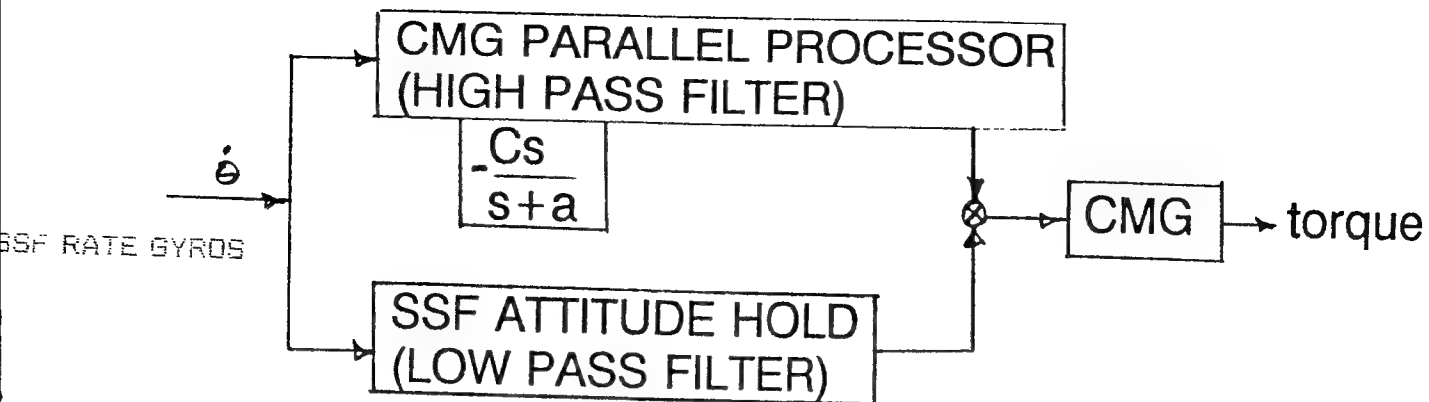 CMG PARALLEL PROCESSOR
(HIGH PASS FILTER)
-Cs
s+a
θ̇
SSF RATE GYROS
CMG
torque
SSF ATTITUDE HOLD
(LOW PASS FILTER)